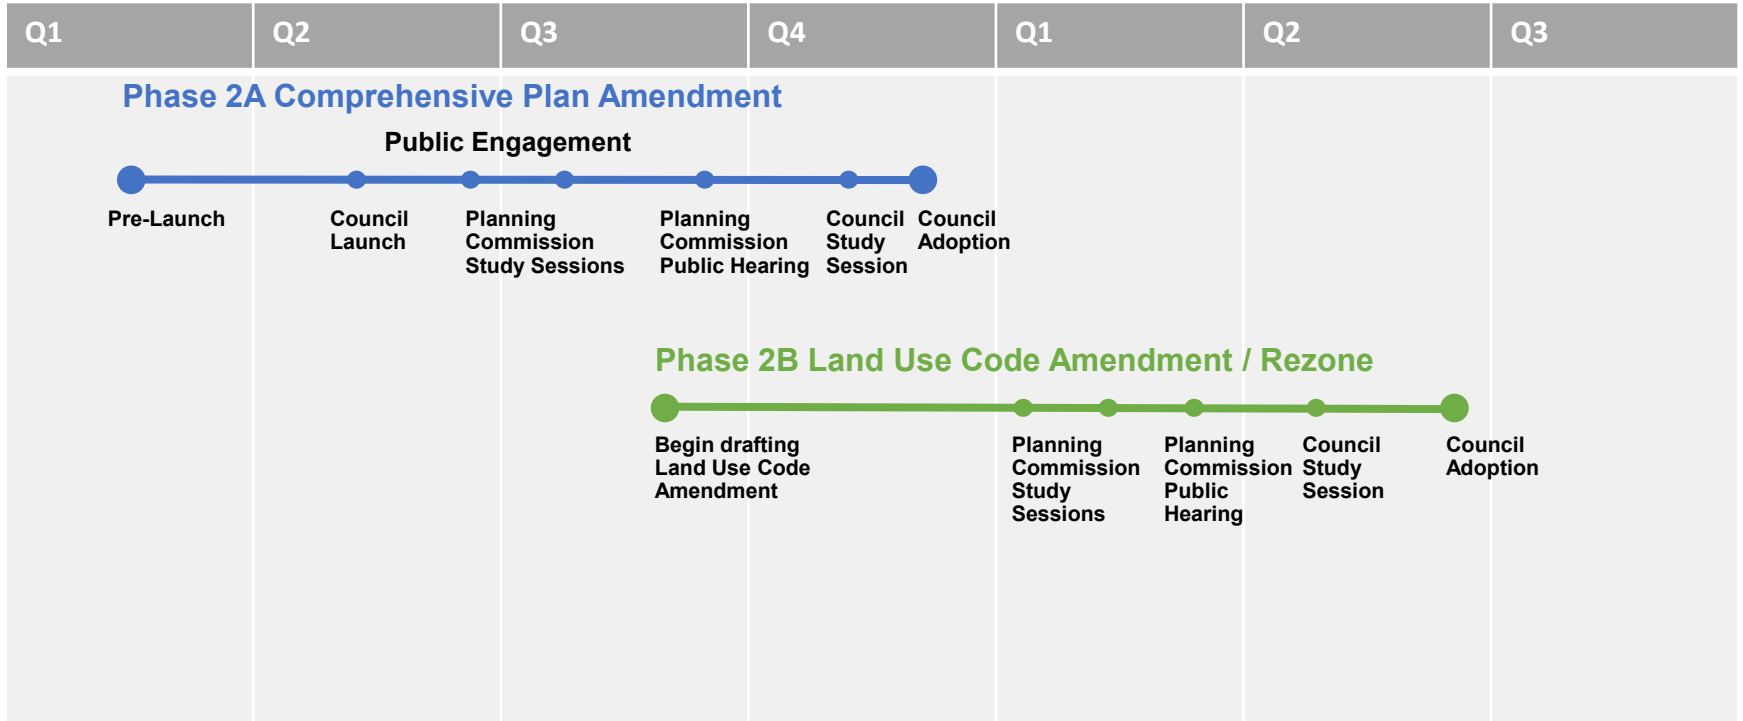 Q1 Q2 Q3 Q4 Q1 Q2 Q3
Phase 2A Comprehensive Plan Amendment
Public Engagement
Pre-Launch
Council
Launch
Planning
Commission
Study Sessions
Planning
Commission
Public Hearing
Council
Study
Session
Council
Adoption
Phase 2B Land Use Code Amendment / Rezone
Begin drafting
Land Use Code
Amendment
Planning
Commission
Study
Sessions
Planning
Commission
Public
Hearing
Council
Study
Session
Council
Adoption